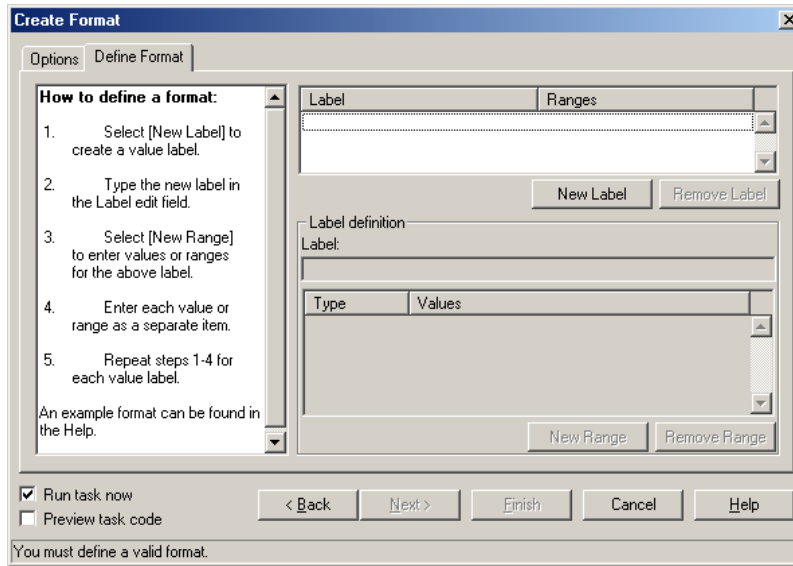 Create Format
Options
Define Format
How to define a format:
1. Select [New Label] to
create a value label.
2. Type the new label in
the Label edit field.
3. Select [New Range]
to enter values or ranges
for the above label.
4. Enter each value or
range as a separate item.
5. Repeat steps 1-4 for
each value label.
An example format can be found in
the Help.
Label Ranges
New Label Remove Label
Label definition
Label:
Type Values
New Range Remove Range
Run task now
Preview task code
< Back Next > Finish Cancel Help
You must define a valid format.